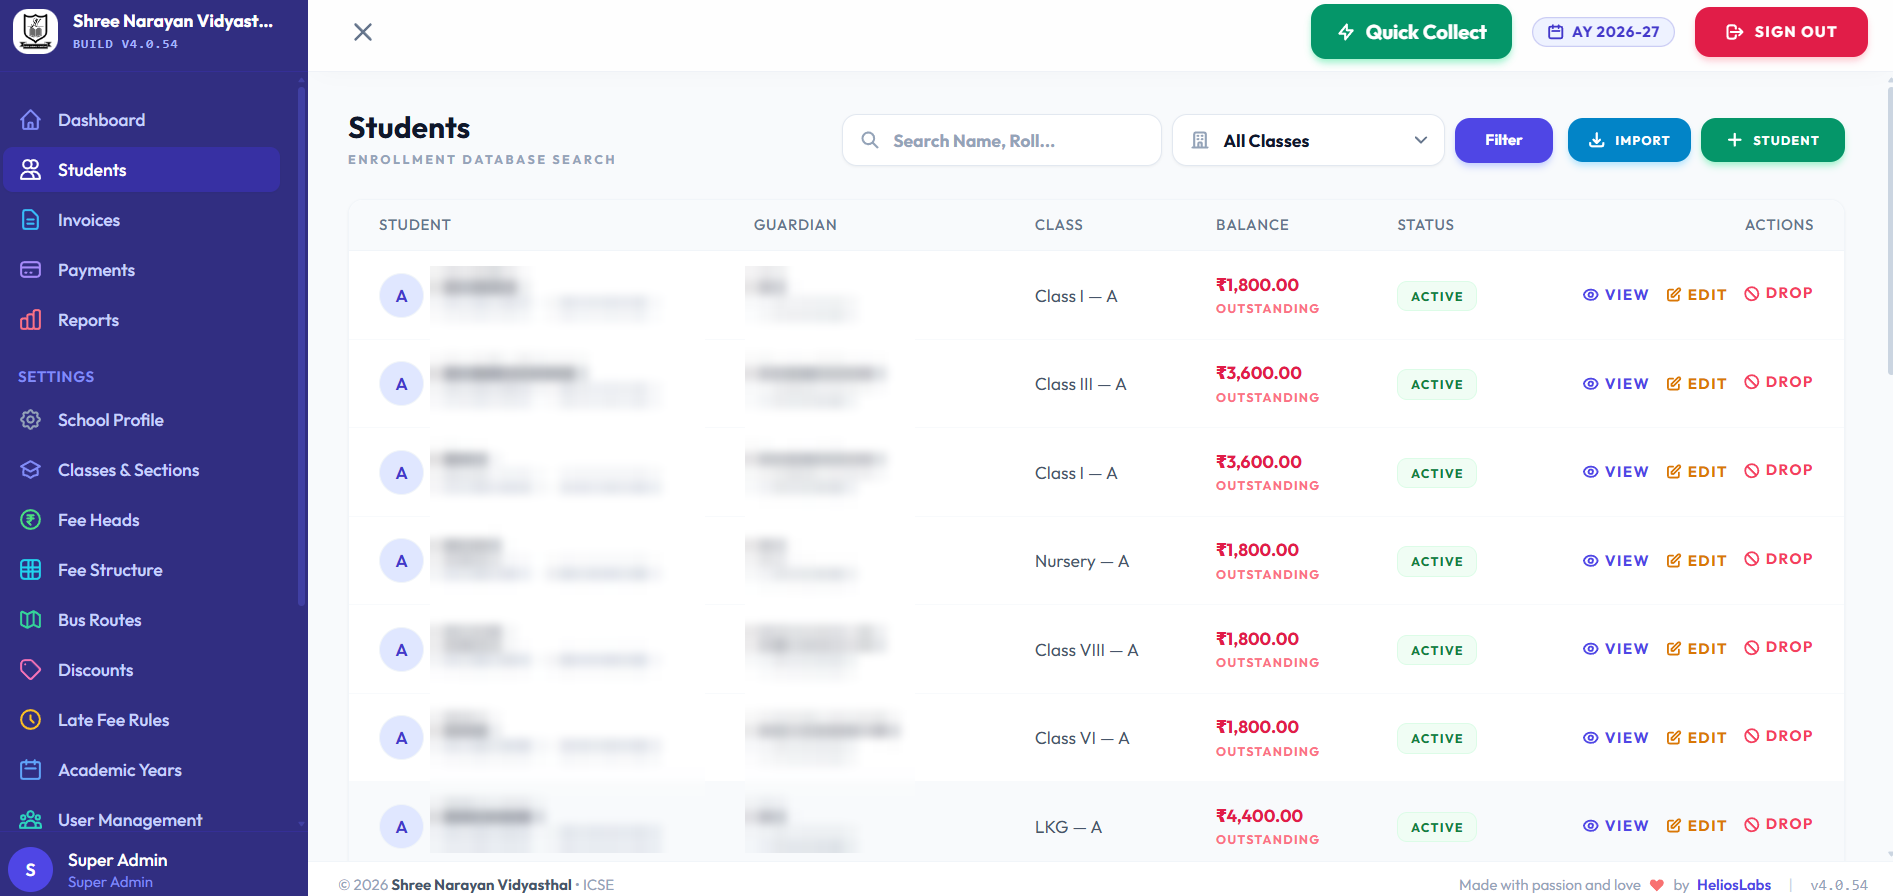 Shree Narayan Vidyast...
BUILD V4.0.54
Quick Collect
AY 2026-27
SIGN OUT
Dashboard
Students
Invoices
Payments
Reports
SETTINGS
School Profile
Classes & Sections
Fee Heads
Fee Structure
Bus Routes
Discounts
Late Fee Rules
Academic Years
User Management
S
Super Admin
Super Admin
Students
ENROLLMENT DATABASE SEARCH
Search Name, Roll...
All Classes
Filter
IMPORT
STUDENT
STUDENT GUARDIAN CLASS BALANCE STATUS ACTIONS
A Class I — A ₹1,800.00 OUTSTANDING ACTIVE VIEW EDIT DROP
A Class III — A ₹3,600.00 OUTSTANDING ACTIVE VIEW EDIT DROP
A Class I — A ₹3,600.00 OUTSTANDING ACTIVE VIEW EDIT DROP
A Nursery — A ₹1,800.00 OUTSTANDING ACTIVE VIEW EDIT DROP
A Class VIII — A ₹1,800.00 OUTSTANDING ACTIVE VIEW EDIT DROP
A Class VI — A ₹1,800.00 OUTSTANDING ACTIVE VIEW EDIT DROP
A LKG — A ₹4,400.00 OUTSTANDING ACTIVE VIEW EDIT DROP
© 2026 Shree Narayan Vidyasthal • ICSE
Made with passion and love ❤ by HeliosLabs | v4.0.54